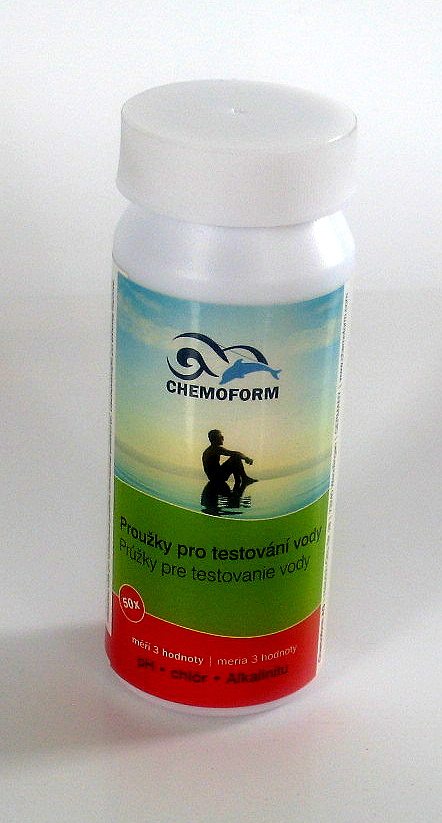 CHEMOFORM
Proužky pro testování vody
Prúžky pre testovanie vody
50x
měří 3 hodnoty | meria 3 hodnoty
pH • chlór • Alkalinitu